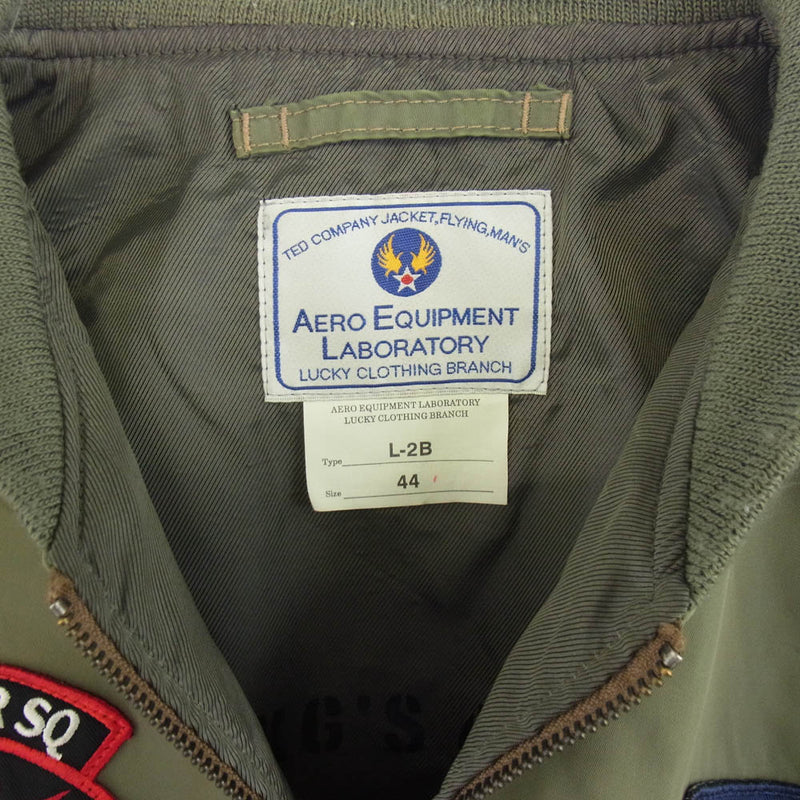 TED COMPANY JACKET,FLYING,MAN'S
AERO EQUIPMENT
LABORATORY
LUCKY CLOTHING BRANCH
AERO EQUIPMENT LABORATORY
LUCKY CLOTHING BRANCH
Type L-2B
Size 44
R SQ
G'S